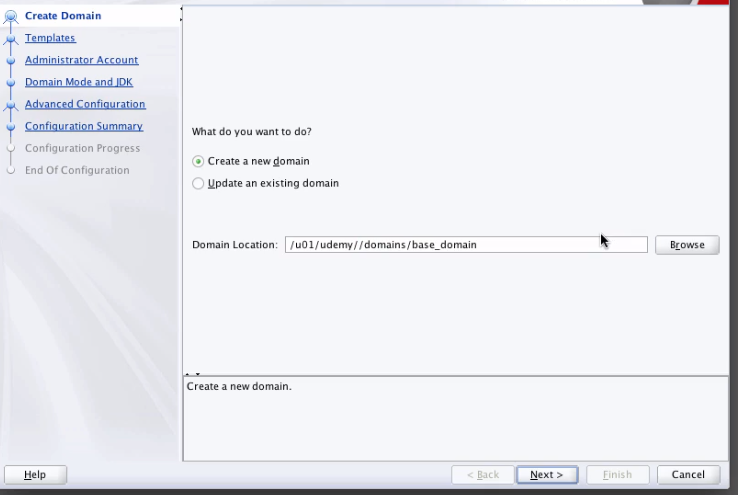 Create Domain
Templates
Administrator Account
Domain Mode and JDK
Advanced Configuration
Configuration Summary
Configuration Progress
End Of Configuration
What do you want to do?
Create a new domain
Update an existing domain
Domain Location: /u01/udemy//domains/base_domain Browse
Create a new domain.
Help < Back Next > Finish Cancel